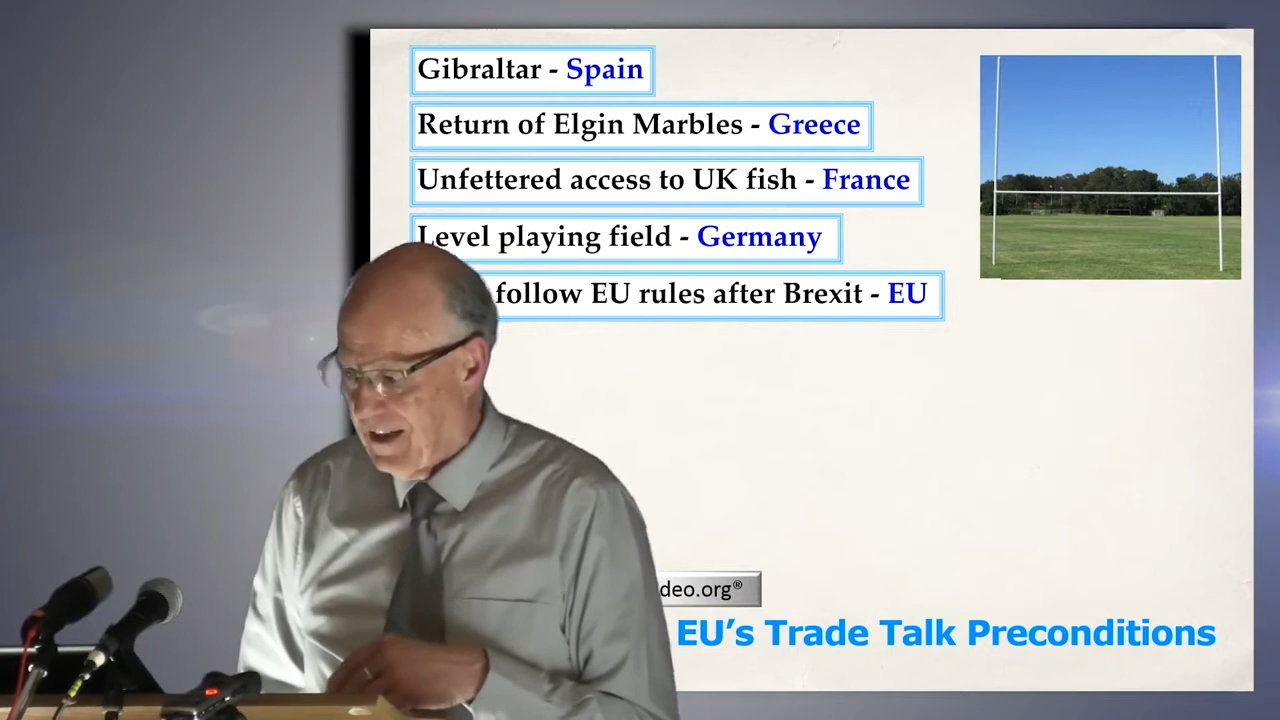 Gibraltar - Spain
Return of Elgin Marbles - Greece
Unfettered access to UK fish - France
Level playing field - Germany
follow EU rules after Brexit - EU
deo.org®
EU's Trade Talk Preconditions